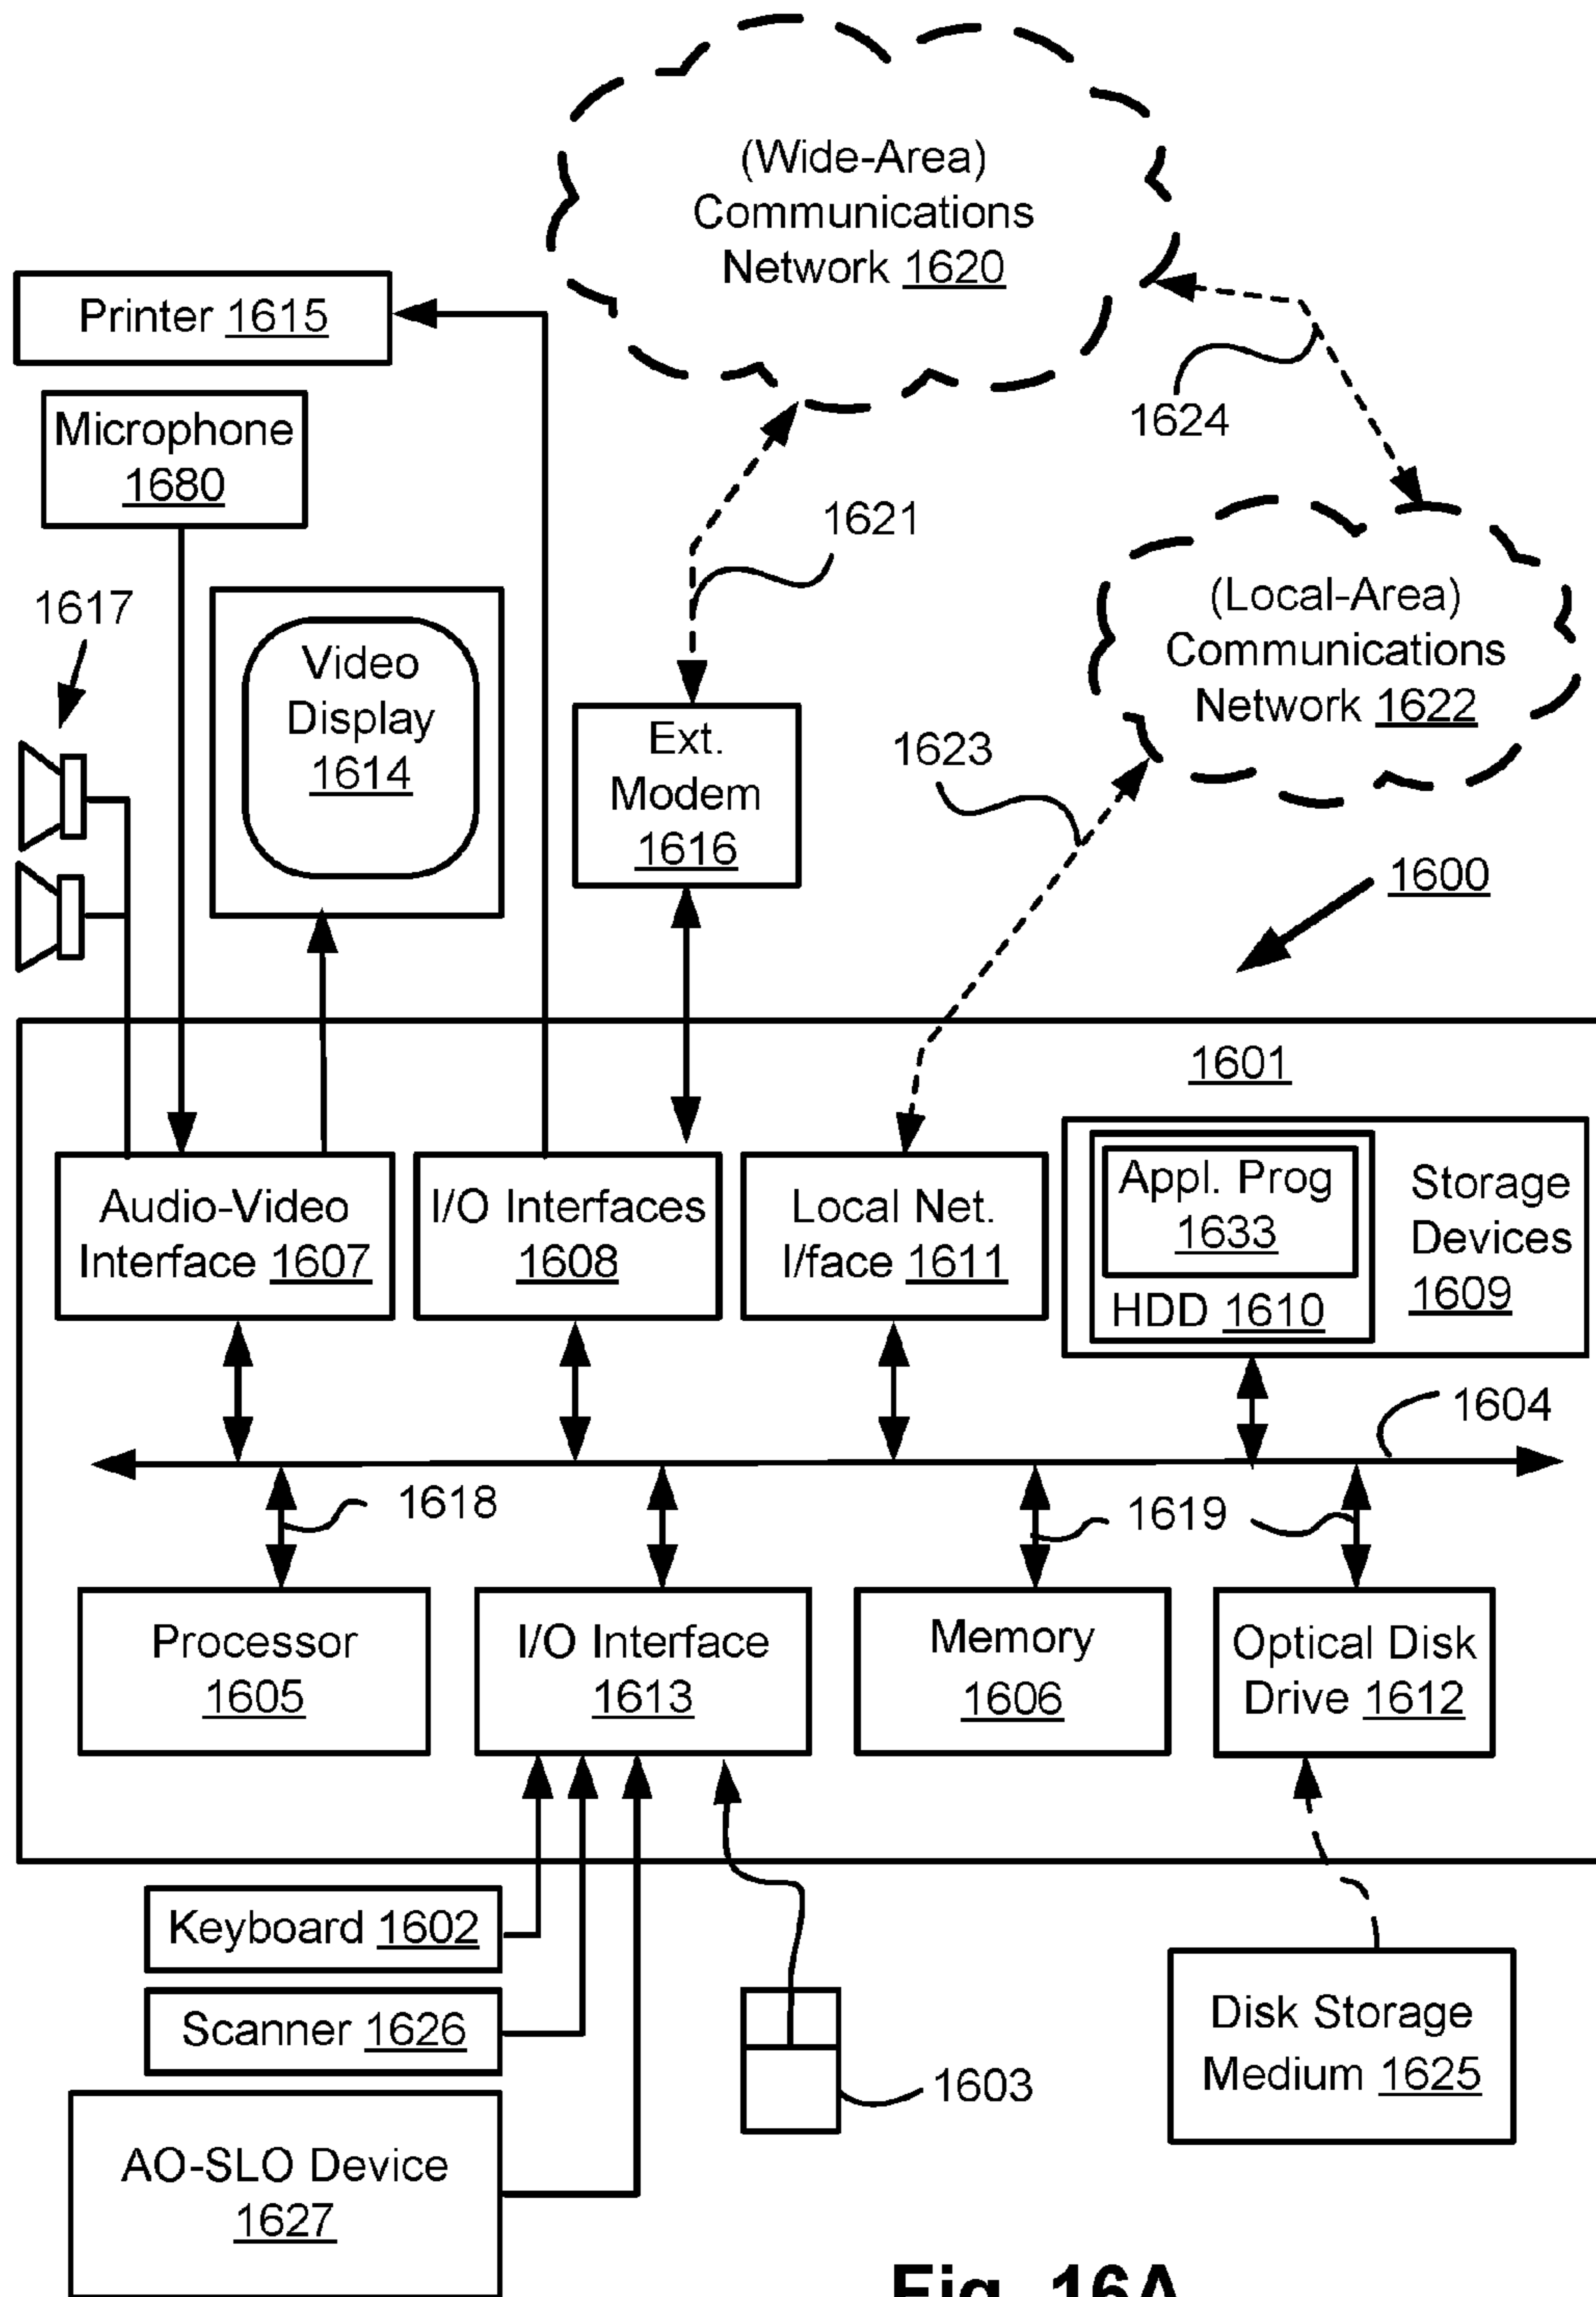 (Wide-Area)
Communications
Network 1620
Printer 1615
1624
Microphone
1680
1621
1617
(Local-Area)
Communications
Network 1622
Video
Display
1614
Ext.
Modem
1616
1623
1600
1601
Audio-Video
Interface 1607
I/O Interfaces
1608
Local Net.
I/face 1611
Appl. Prog
1633
HDD 1610
Storage
Devices
1609
1604
1618
1619
Processor
1605
I/O Interface
1613
Memory
1606
Optical Disk
Drive 1612
Keyboard 1602
Scanner 1626
AO-SLO Device
1627
1603
Disk Storage
Medium 1625
Fig. 16A